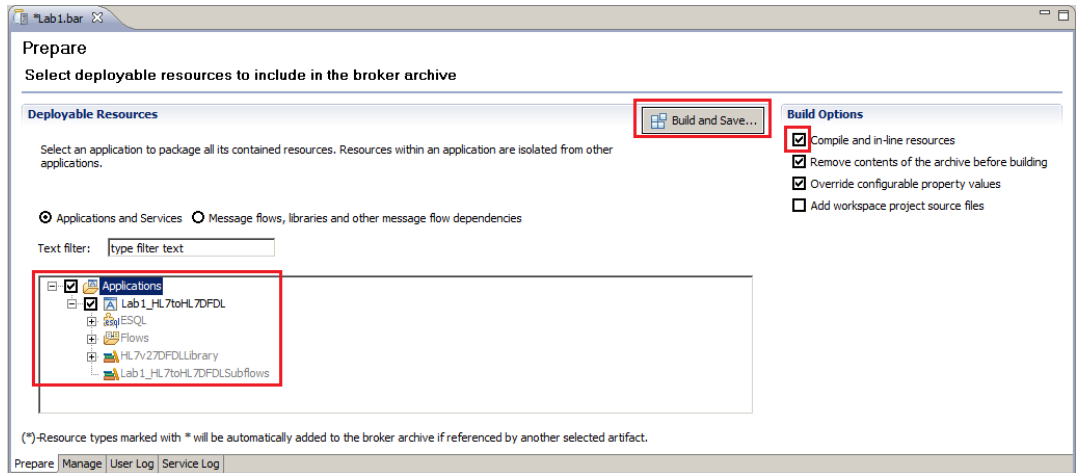 *Lab1.bar
Prepare
Select deployable resources to include in the broker archive
Deployable Resources
Build and Save...
Select an application to package all its contained resources. Resources within an application are isolated from other
applications.
Applications and Services Message flows, libraries and other message flow dependencies
Text filter: type filter text
Applications
Lab1_HL7toHL7DFDL
esql ESQL
Flows
HL7v27DFDLLibrary
Lab1_HL7toHL7DFDLSubflows
Build Options
Compile and in-line resources
Remove contents of the archive before building
Override configurable property values
Add workspace project source files
(*)-Resource types marked with * will be automatically added to the broker archive if referenced by another selected artifact.
Prepare Manage User Log Service Log